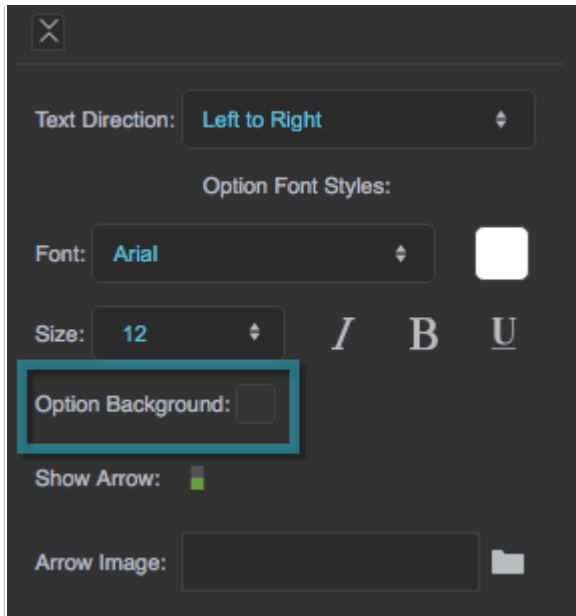 Text Direction: Left to Right
Option Font Styles:
Font: Arial
Size: 12 I B U
Option Background:
Show Arrow:
Arrow Image: